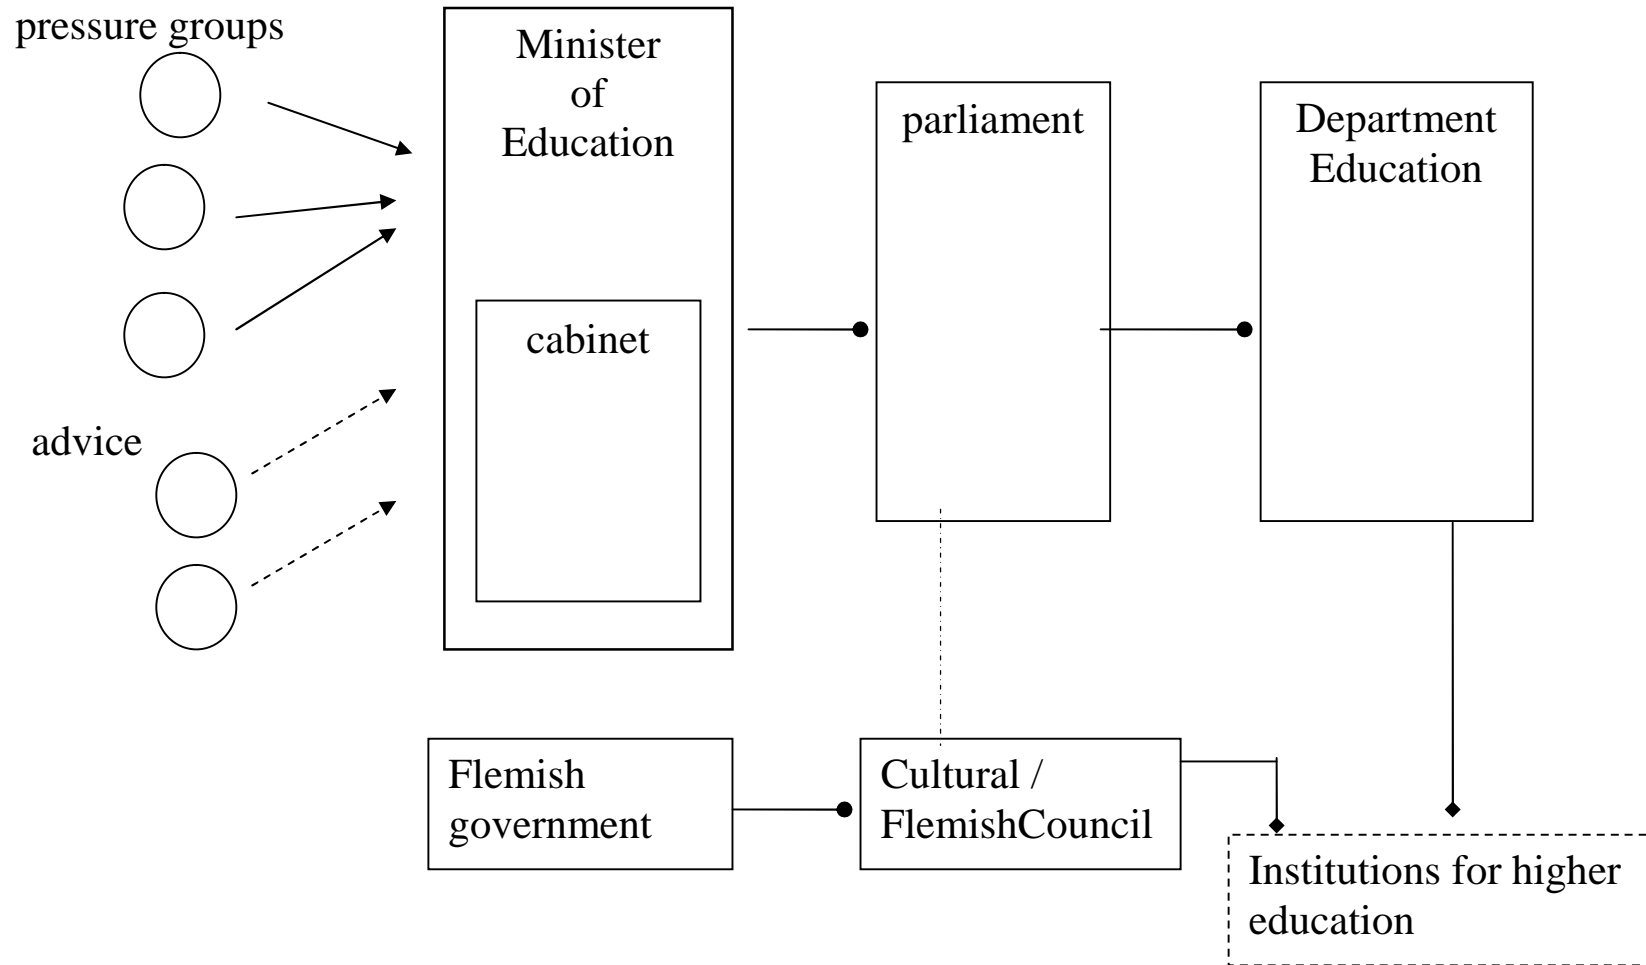 pressure groups
Minister
of
Education
cabinet
parliament
Department
Education
advice
Flemish
government
Cultural /
FlemishCouncil
Institutions for higher
education